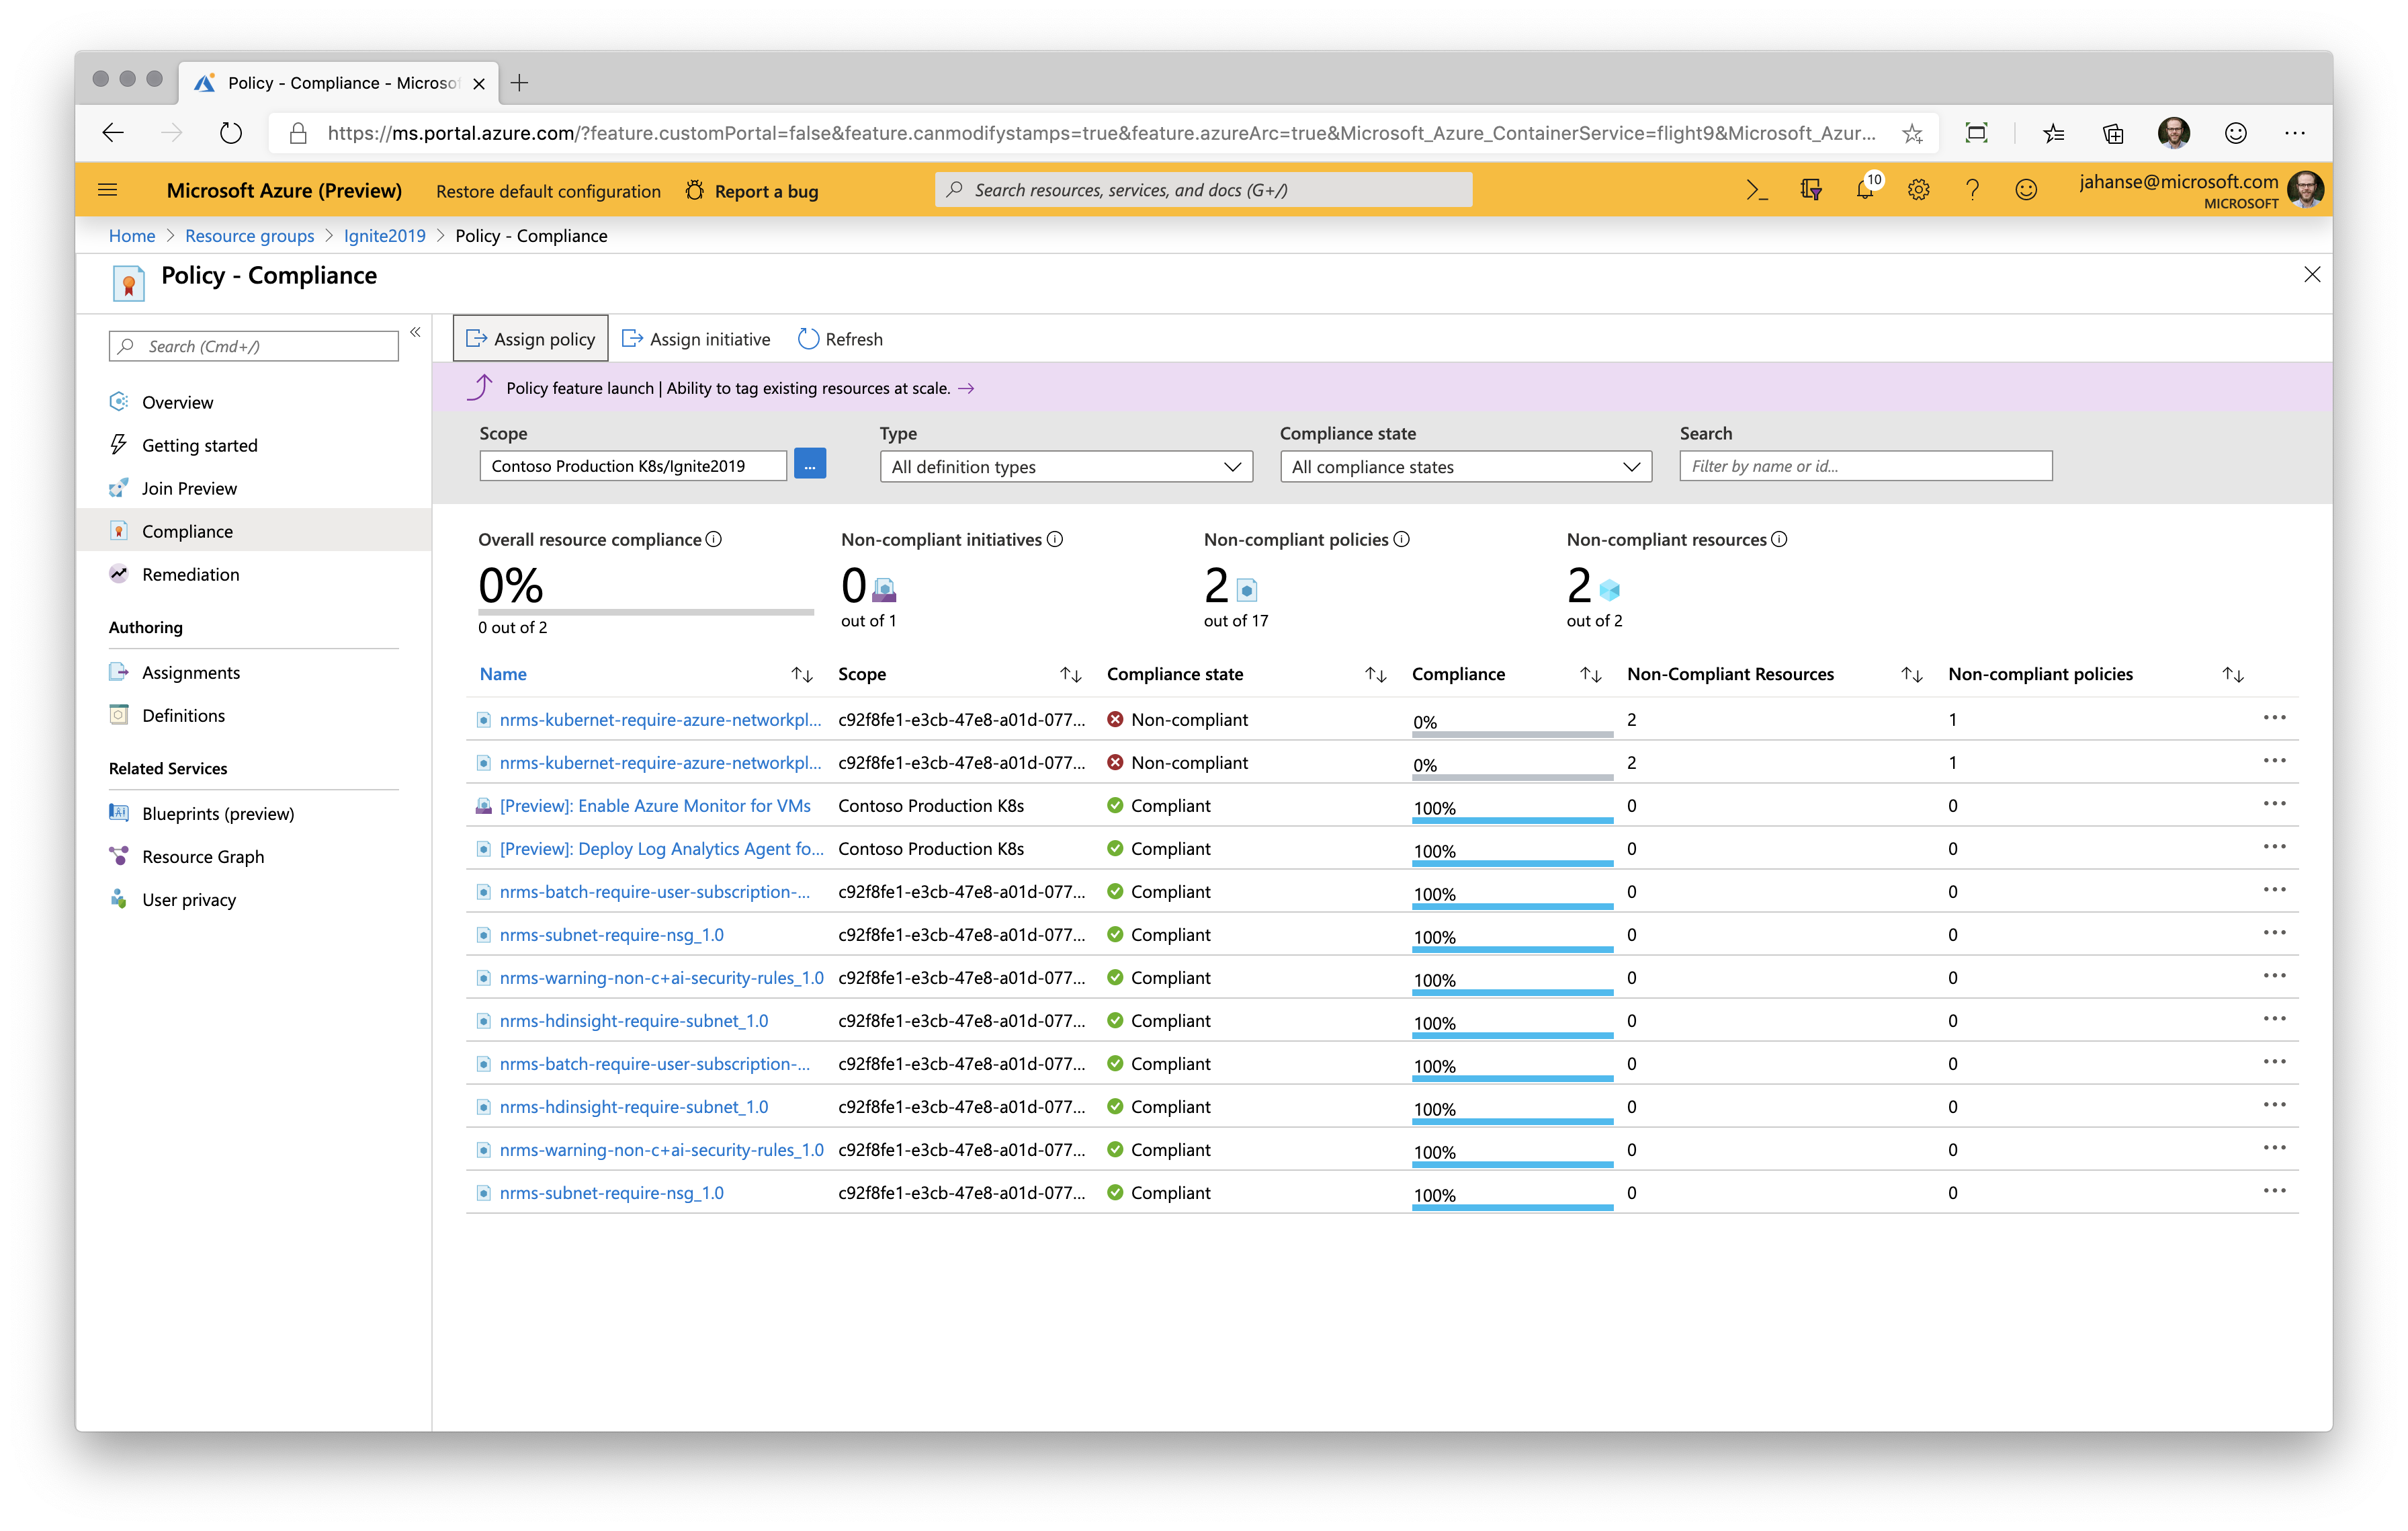 Policy - Compliance - Microsof
https://ms.portal.azure.com/?feature.customPortal=false&feature.canmodifystamps=true&feature.azureArc=true&Microsoft_Azure_ContainerService=flight9&Microsoft_Azur...
Microsoft Azure (Preview) Restore default configuration Report a bug Search resources, services, and docs (G+/) 10 jahanse@microsoft.com
MICROSOFT
Home > Resource groups > Ignite2019 > Policy - Compliance
Policy - Compliance
Search (Cmd+/)
Overview
Getting started
Join Preview
Compliance
Remediation
Authoring
Assignments
Definitions
Related Services
Blueprints (preview)
Resource Graph
User privacy
Assign policy Assign initiative Refresh
Policy feature launch | Ability to tag existing resources at scale. →
Scope Type Compliance state Search
Contoso Production K8s/Ignite2019 ... All definition types All compliance states Filter by name or id...
Overall resource compliance Non-compliant initiatives Non-compliant policies Non-compliant resources
0% 0 2 2
0 out of 2 out of 1 out of 17 out of 2
Name Scope Compliance state Compliance Non-Compliant Resources Non-compliant policies
nrms-kubernet-require-azure-networkpl... c92f8fe1-e3cb-47e8-a01d-077... Non-compliant 0% 2 1
nrms-kubernet-require-azure-networkpl... c92f8fe1-e3cb-47e8-a01d-077... Non-compliant 0% 2 1
[Preview]: Enable Azure Monitor for VMs Contoso Production K8s Compliant 100% 0 0
[Preview]: Deploy Log Analytics Agent fo... Contoso Production K8s Compliant 100% 0 0
nrms-batch-require-user-subscription-... c92f8fe1-e3cb-47e8-a01d-077... Compliant 100% 0 0
nrms-subnet-require-nsg_1.0 c92f8fe1-e3cb-47e8-a01d-077... Compliant 100% 0 0
nrms-warning-non-c+ai-security-rules_1.0 c92f8fe1-e3cb-47e8-a01d-077... Compliant 100% 0 0
nrms-hdinsight-require-subnet_1.0 c92f8fe1-e3cb-47e8-a01d-077... Compliant 100% 0 0
nrms-batch-require-user-subscription-... c92f8fe1-e3cb-47e8-a01d-077... Compliant 100% 0 0
nrms-hdinsight-require-subnet_1.0 c92f8fe1-e3cb-47e8-a01d-077... Compliant 100% 0 0
nrms-warning-non-c+ai-security-rules_1.0 c92f8fe1-e3cb-47e8-a01d-077... Compliant 100% 0 0
nrms-subnet-require-nsg_1.0 c92f8fe1-e3cb-47e8-a01d-077... Compliant 100% 0 0